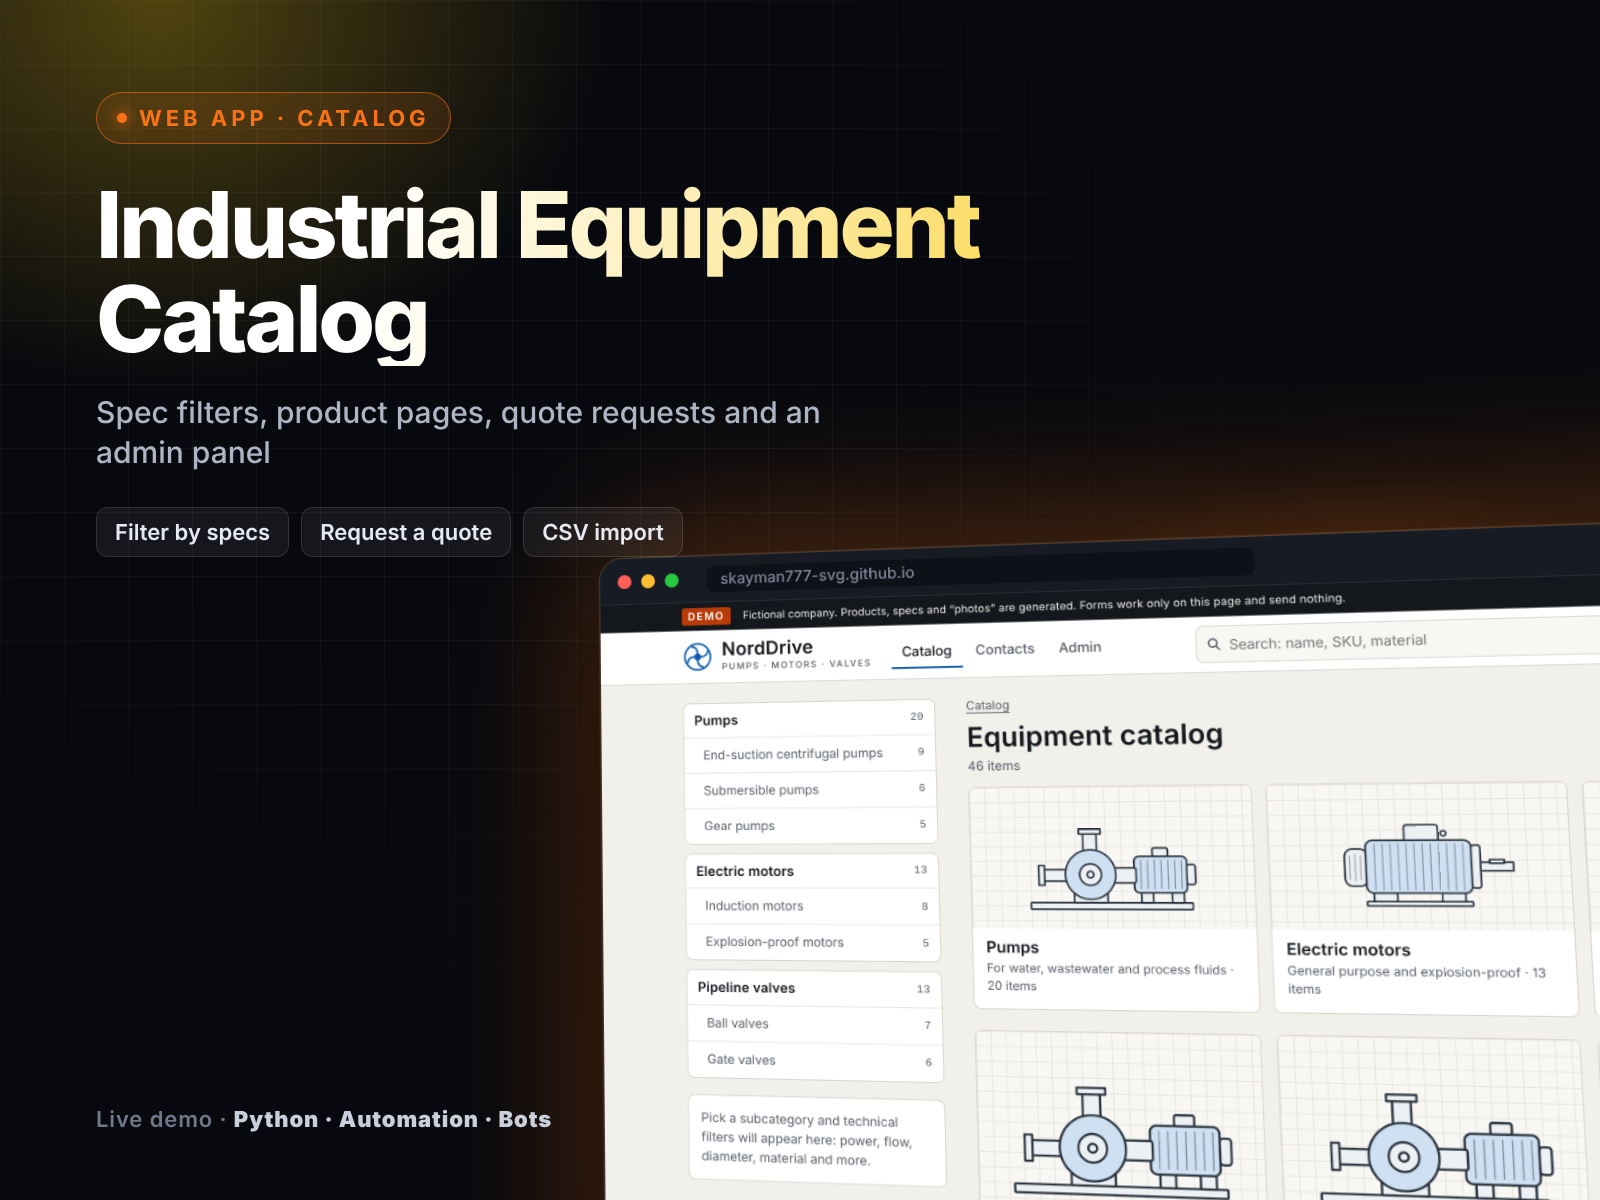 WEB APP · CATALOG
Industrial Equipment
Catalog
Spec filters, product pages, quote requests and an
admin panel
Filter by specs
Request a quote
CSV import
skayman777-svg.github.io
DEMO
Fictional company. Products, specs and “photos” are generated. Forms work only on this page and send nothing.
NordDrive
PUMPS · MOTORS · VALVES
Catalog
Contacts
Admin
Search: name, SKU, material
Pumps 20
End-suction centrifugal pumps 9
Submersible pumps 6
Gear pumps 5
Electric motors 13
Induction motors 8
Explosion-proof motors 5
Pipeline valves 13
Ball valves 7
Gate valves 6
Pick a subcategory and technical
filters will appear here: power, flow,
diameter, material and more.
Catalog
Equipment catalog
46 items
Pumps
For water, wastewater and process fluids ·
20 items
Electric motors
General purpose and explosion-proof · 13
items
Live demo · Python · Automation · Bots